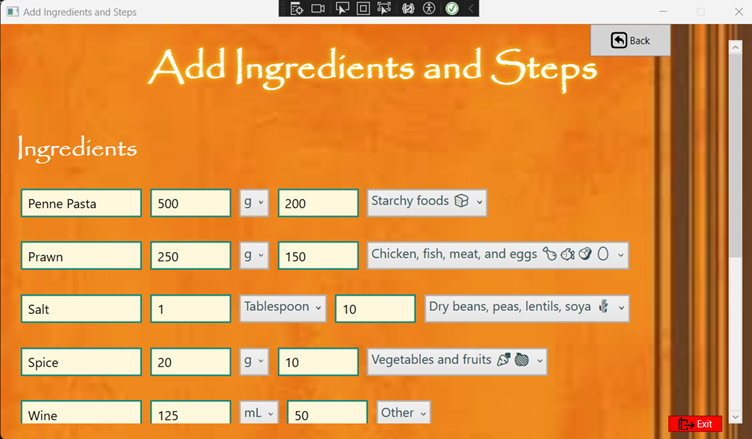 Add Ingredients and Steps
Back
Add Ingredients and Steps
Ingredients
Penne Pasta 500 g 200 Starchy foods
Prawn 250 g 150 Chicken, fish, meat, and eggs
Salt 1 Tablespoon 10 Dry beans, peas, lentils, soya
Spice 20 g 10 Vegetables and fruits
Wine 125 mL 50 Other
Exit